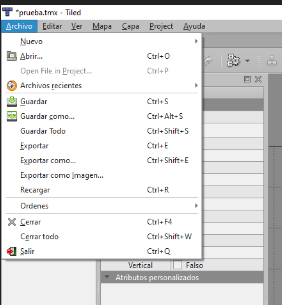 *prueba.tmx - Tiled
Archivo Editar Ver Mapa Capa Project Ayuda
Nuevo
Abrir... Ctrl+O
Open File in Project... Ctrl+P
Archivos recientes
Guardar Ctrl+S
Guardar como... Ctrl+Alt+S
Guardar Todo Ctrl+Shift+S
Exportar Ctrl+E
Exportar como... Ctrl+Shift+E
Exportar como Imagen...
Recargar Ctrl+R
Ordenes
Cerrar Ctrl+F4
Cerrar todo Ctrl+Shift+W
Salir Ctrl+Q
Vertical Falso
Atributos personalizados